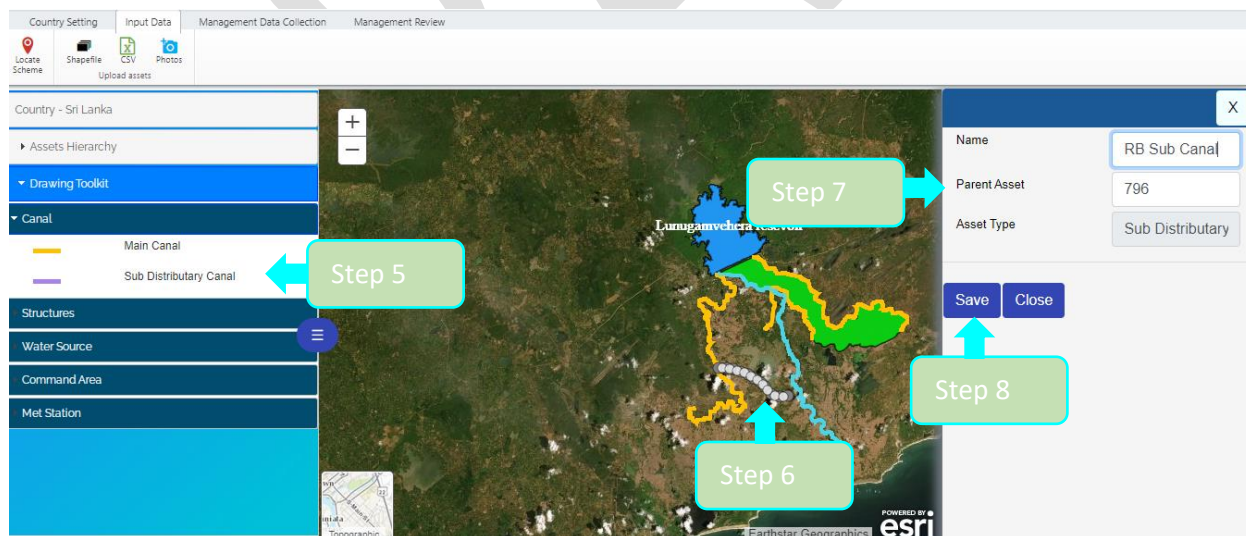 Country Setting Input Data Management Data Collection Management Review
Locate Scheme
Shapefile
CSV
Photos
Upload assets
Country - Sri Lanka
Assets Hierarchy
Drawing Toolkit
Canal
Main Canal
Sub Distributary Canal
Structures
Water Source
Command Area
Met Station
+
−
Lunugamvehera
Step 5
Step 6
Step 7
Step 8
X
Name
RB Sub Canal
Parent Asset
796
Asset Type
Sub Distributary
Save Close
Topographic
Earthstar Geographics
POWERED BY
esri